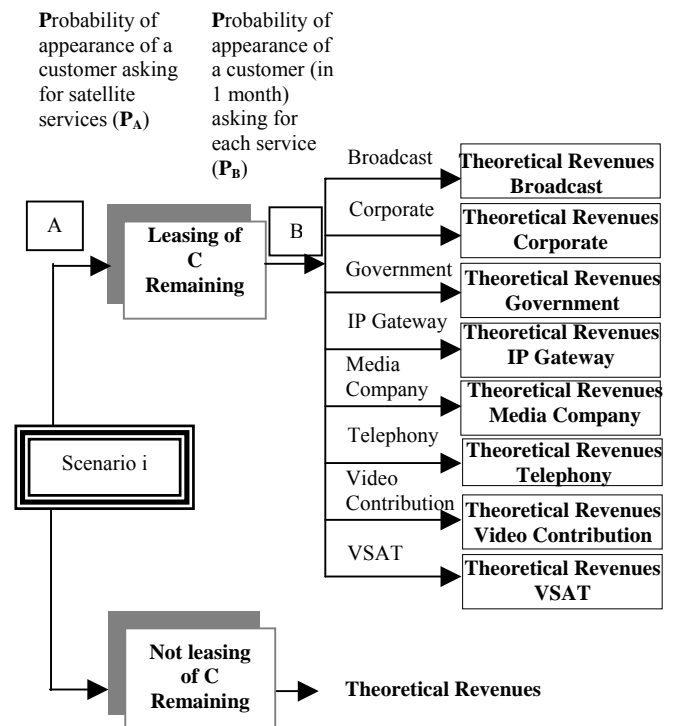 Probability of
appearance of a
customer asking
for satellite
services (PA)
Probability of
appearance of
a customer (in
1 month)
asking for
each service
(PB)
A
Leasing of
C
Remaining
B
Broadcast
Theoretical Revenues
Broadcast
Corporate
Theoretical Revenues
Corporate
Government
Theoretical Revenues
Government
IP Gateway
Theoretical Revenues
IP Gateway
Media
Company
Theoretical Revenues
Media Company
Telephony
Theoretical Revenues
Telephony
Video
Contribution
Theoretical Revenues
Video Contribution
VSAT
Theoretical Revenues
VSAT
Scenario i
Not leasing
of C
Remaining
Theoretical Revenues